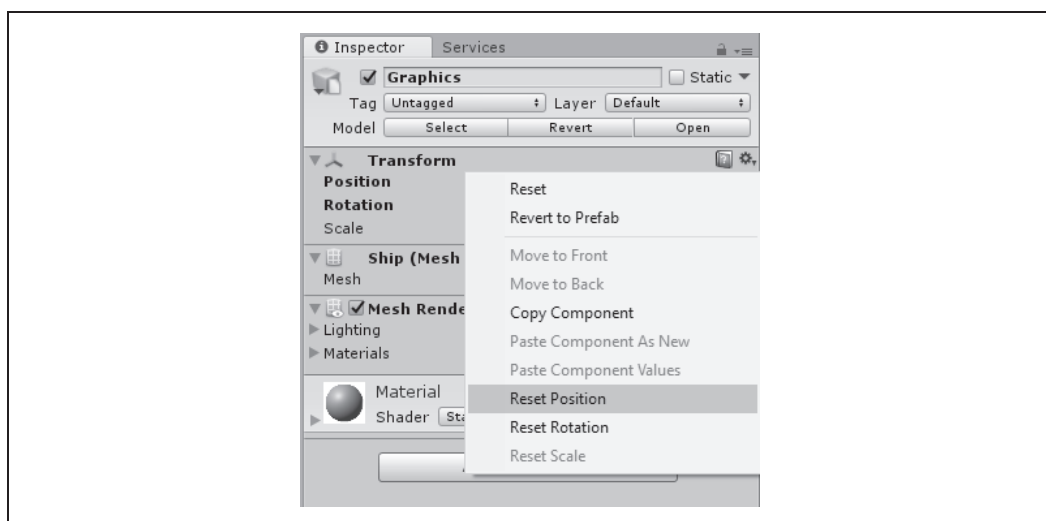 Inspector Services
Graphics Static
Tag Untagged Layer Default
Model Select Revert Open
Transform
Position
Rotation
Scale
Ship (Mesh
Mesh
Mesh Rende
Lighting
Materials
Material
Shader Sta
Reset
Revert to Prefab
Move to Front
Move to Back
Copy Component
Paste Component As New
Paste Component Values
Reset Position
Reset Rotation
Reset Scale